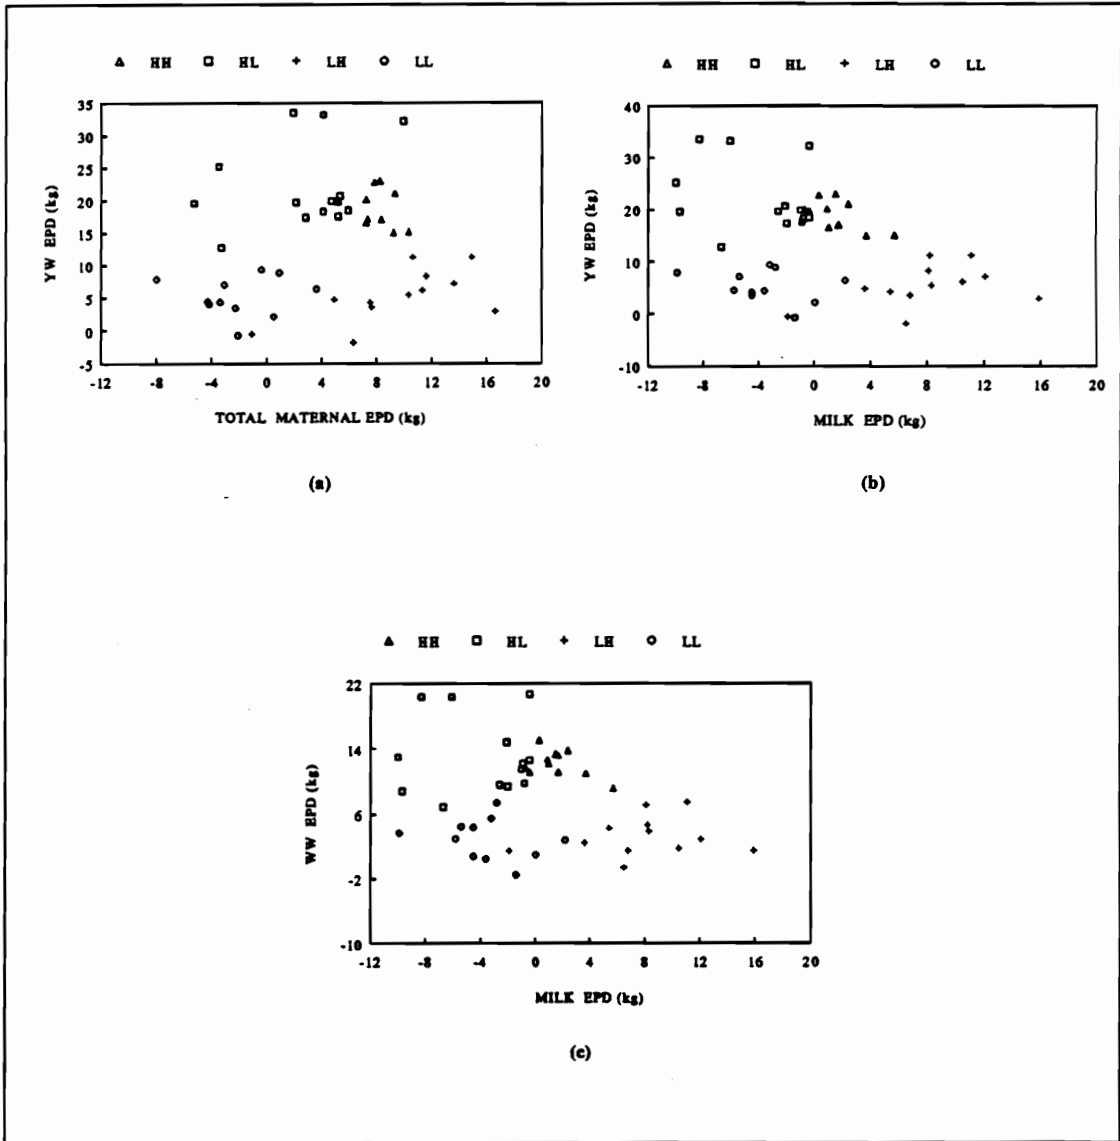 HH HL LH LL
35
30
25
20
15
10
5
0
-5
YW EPD (kg)
-12 -8 -4 0 4 8 12 16 20
TOTAL MATERNAL EPD (kg)
(a)
HH HL LH LL
40
30
20
10
0
-10
YW EPD (kg)
-12 -8 -4 0 4 8 12 16 20
MILK EPD (kg)
(b)
HH HL LH LL
22
14
6
-2
-10
WW EPD (kg)
-12 -8 -4 0 4 8 12 16 20
MILK EPD (kg)
(c)